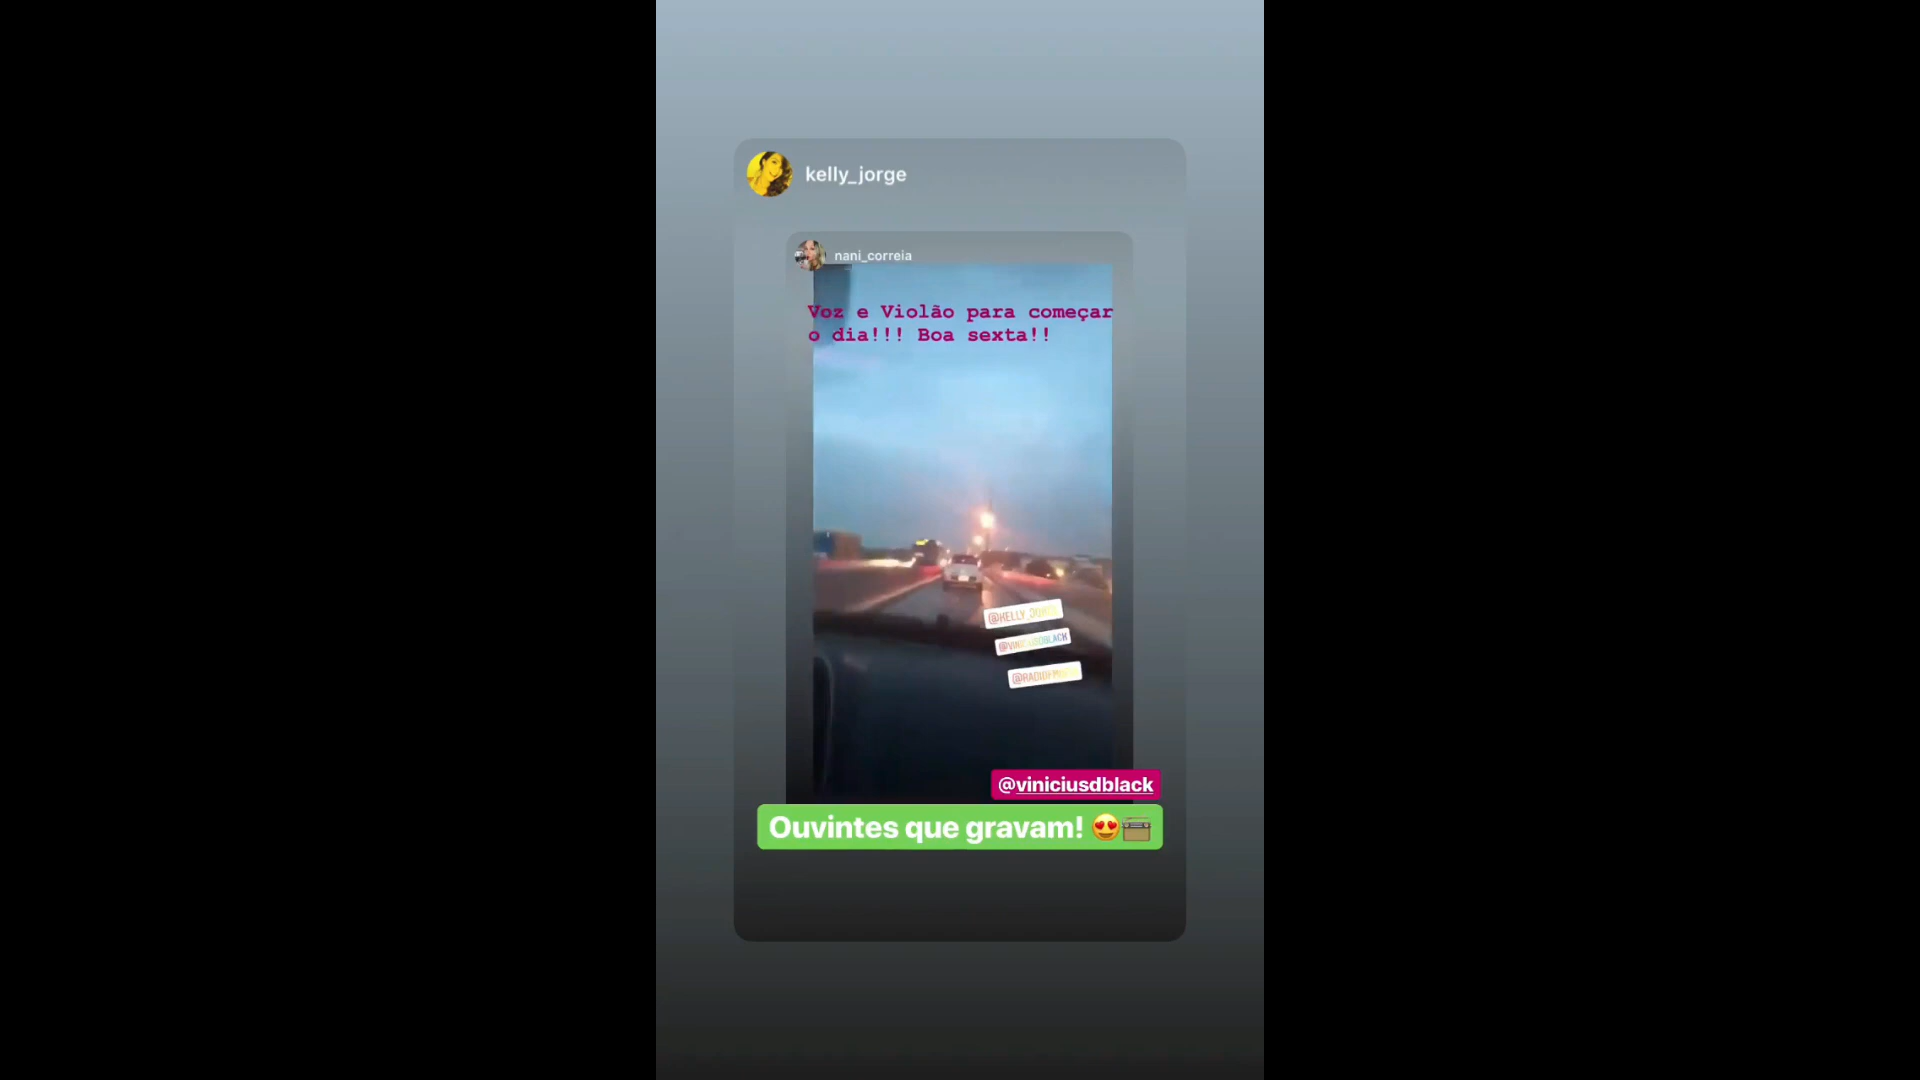 kelly_jorge
nani_correia
Voz e Violão para começar
o dia!!! Boa sexta!!
@viniciusdblack
Ouvintes que gravam! 😍📻